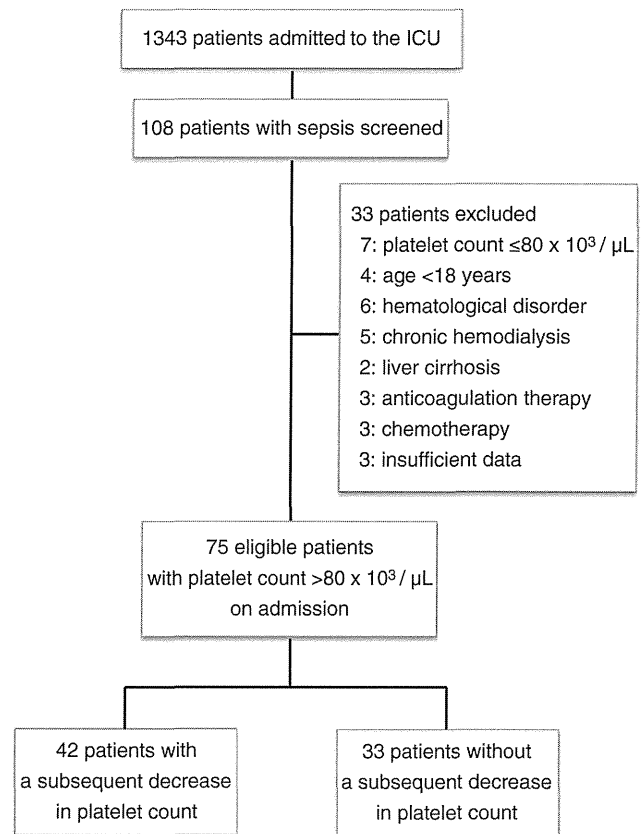 1343 patients admitted to the ICU
108 patients with sepsis screened
33 patients excluded
7: platelet count ≤80 x 10³ / μL
4: age <18 years
6: hematological disorder
5: chronic hemodialysis
2: liver cirrhosis
3: anticoagulation therapy
3: chemotherapy
3: insufficient data
75 eligible patients
with platelet count >80 x 10³ / μL
on admission
42 patients with
a subsequent decrease
in platelet count
33 patients without
a subsequent decrease
in platelet count